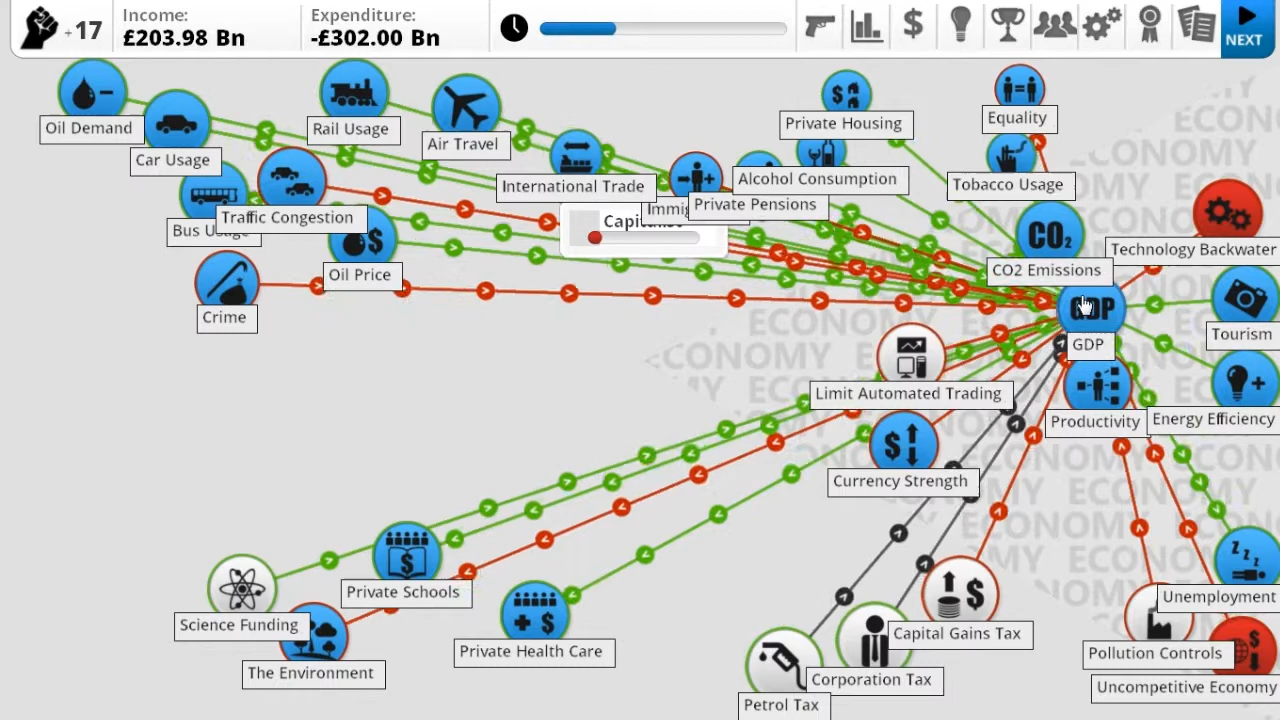 +17
Income:
£203.98 Bn
Expenditure:
-£302.00 Bn
$
NEXT
Oil Demand
Car Usage
Rail Usage
Air Travel
International Trade
Private Housing
Alcohol Consumption
Private Pensions
Equality
Tobacco Usage
Traffic Congestion
Oil Price
Crime
CO2
CO2 Emissions
Technology Backwater
GDP
GDP
Tourism
Limit Automated Trading
Productivity
Energy Efficiency
Currency Strength
Science Funding
The Environment
Private Schools
Private Health Care
Petrol Tax
Corporation Tax
Capital Gains Tax
Pollution Controls
Unemployment
Uncompetitive Economy
ECONOMY